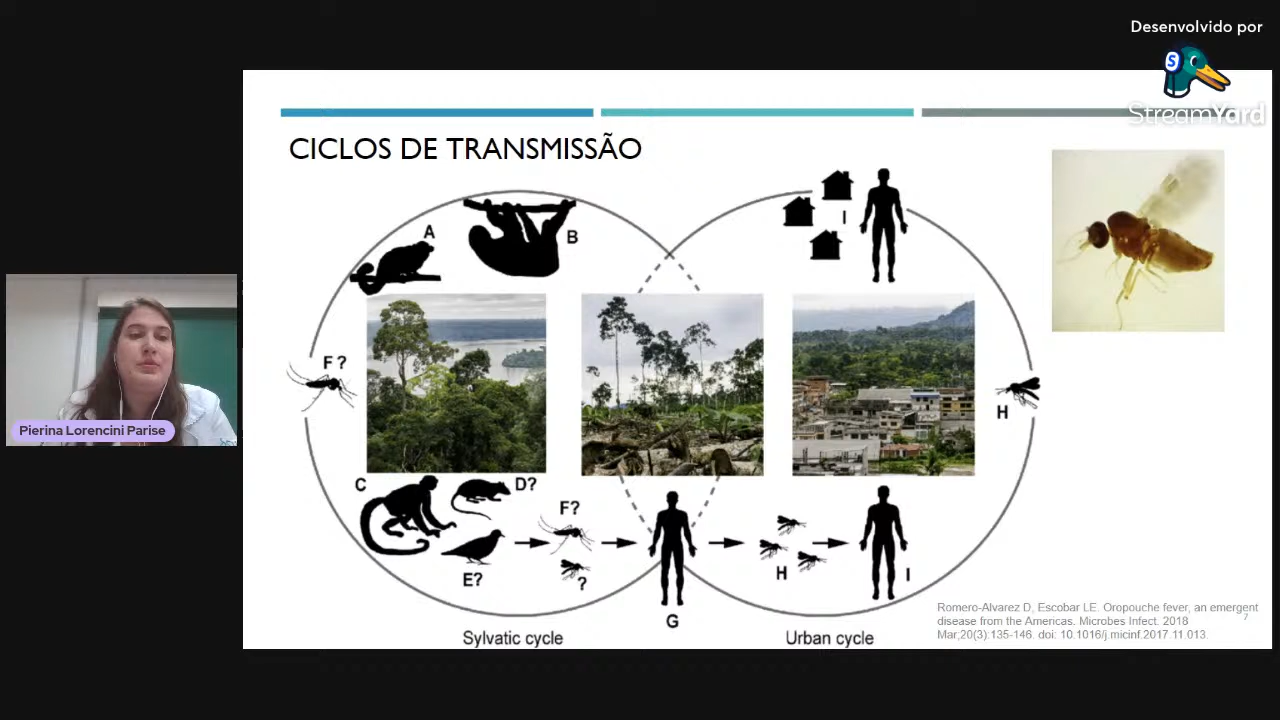 Desenvolvido por
S
StreamYard
CICLOS DE TRANSMISSÃO
A
B
I
F ?
H
C
D?
F?
E?
?
H
I
G
Sylvatic cycle
Urban cycle
Romero-Alvarez D, Escobar LE. Oropouche fever, an emergent
disease from the Americas. Microbes Infect. 2018
Mar;20(3):135-146. doi: 10.1016/j.micinf.2017.11.013.
7
Pierina Lorencini Parise